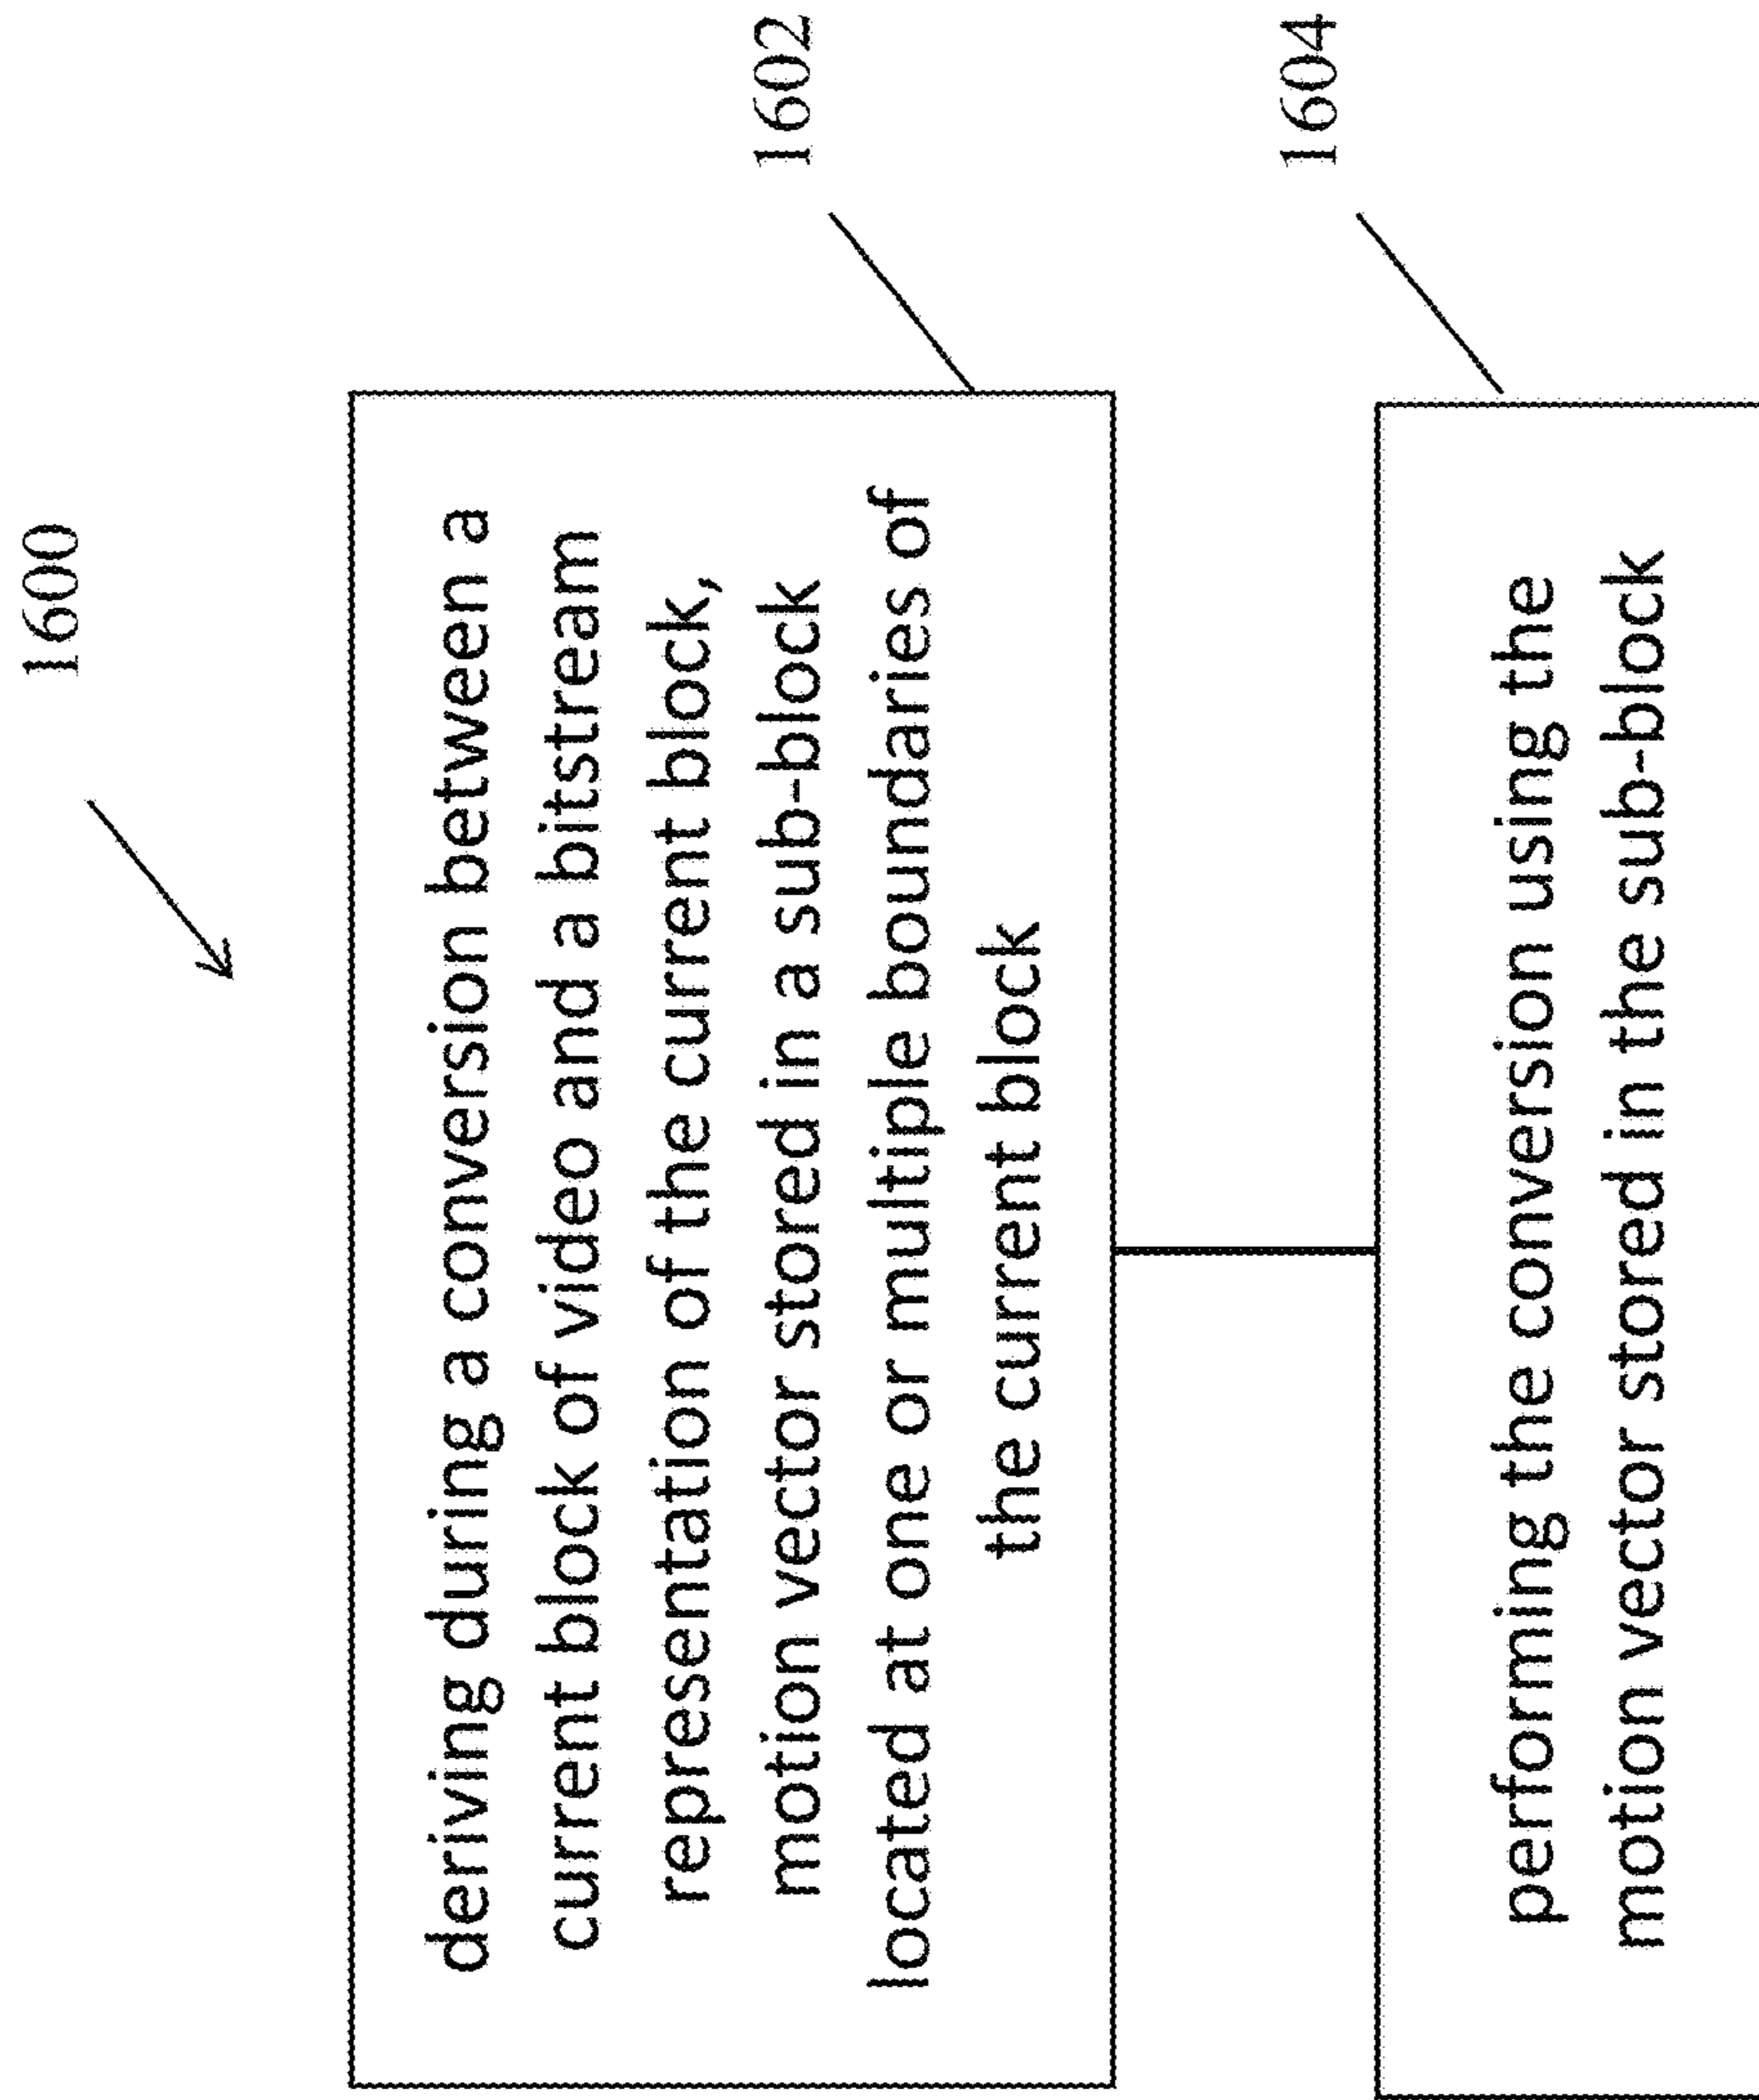 1600
deriving during a conversion between a
current block of video and a bitstream
representation of the current block,
motion vector stored in a sub-block
located at one or multiple boundaries of
the current block
1602
performing the conversion using the
motion vector stored in the sub-block
1604